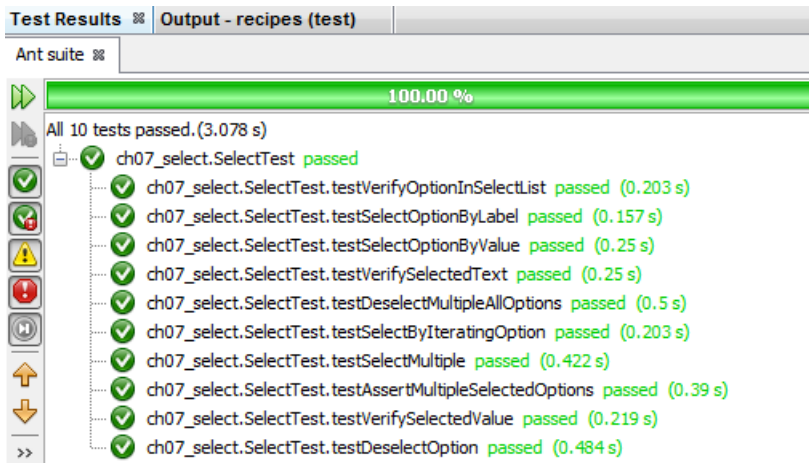 Test Results Output - recipes (test)
Ant suite
100.00 %
All 10 tests passed.(3.078 s)
ch07_select.SelectTest passed
ch07_select.SelectTest.testVerifyOptionInSelectList passed (0.203 s)
ch07_select.SelectTest.testSelectOptionByLabel passed (0.157 s)
ch07_select.SelectTest.testSelectOptionByValue passed (0.25 s)
ch07_select.SelectTest.testVerifySelectedText passed (0.25 s)
ch07_select.SelectTest.testDeselectMultipleAllOptions passed (0.5 s)
ch07_select.SelectTest.testSelectByIteratingOption passed (0.203 s)
ch07_select.SelectTest.testSelectMultiple passed (0.422 s)
ch07_select.SelectTest.testAssertMultipleSelectedOptions passed (0.39 s)
ch07_select.SelectTest.testVerifySelectedValue passed (0.219 s)
ch07_select.SelectTest.testDeselectOption passed (0.484 s)